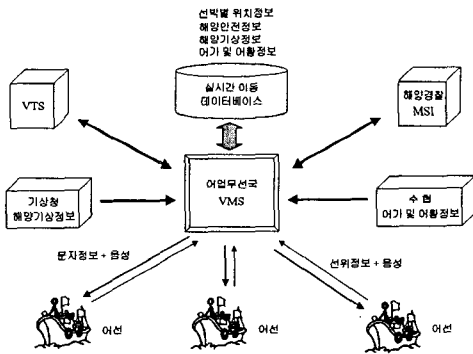 선박별 위치정보
해양안전정보
해양기상정보
어가 및 어황정보
실시간 이동
데이터베이스
VTS
해양경찰
MSI
어업무선국
VMS
기상청
해양기상정보
수 협
어가 및 어황정보
문자정보 + 음성
선위정보 + 음성
어선
어선
어선